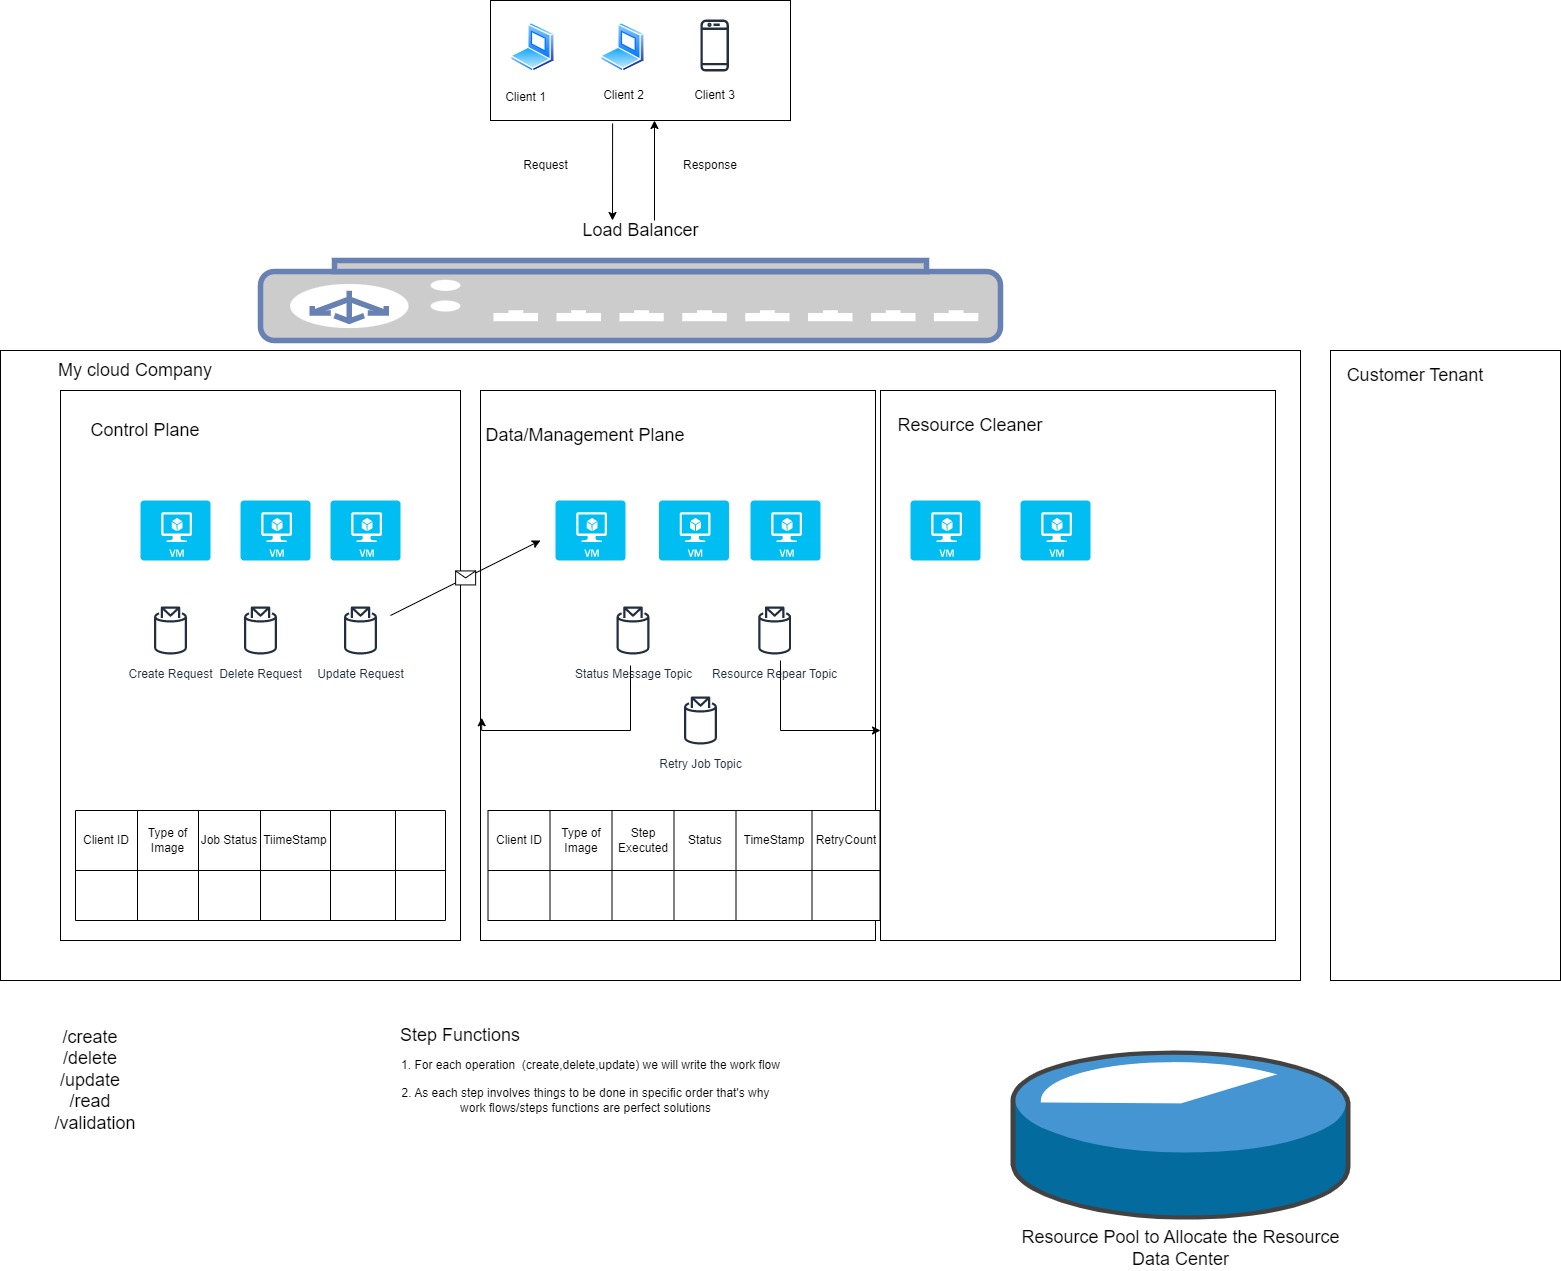 Client 1
Client 2
Client 3
Request
Response
Load Balancer
My cloud Company
Customer Tenant
Control Plane
Data/Management Plane
Resource Cleaner
VM
VM
VM
VM
VM
VM
VM
VM
Create Request
Delete Request
Update Request
Status Message Topic
Resource Repear Topic
Retry Job Topic
Client ID
Type of
Image
Job Status
TiimeStamp
Client ID
Type of
Image
Step
Executed
Status
TimeStamp
RetryCount
/create
/delete
/update
/read
/validation
Step Functions
1. For each operation  (create,delete,update) we will write the work flow
2. As each step involves things to be done in specific order that's why
work flows/steps functions are perfect solutions
Resource Pool to Allocate the Resource
Data Center